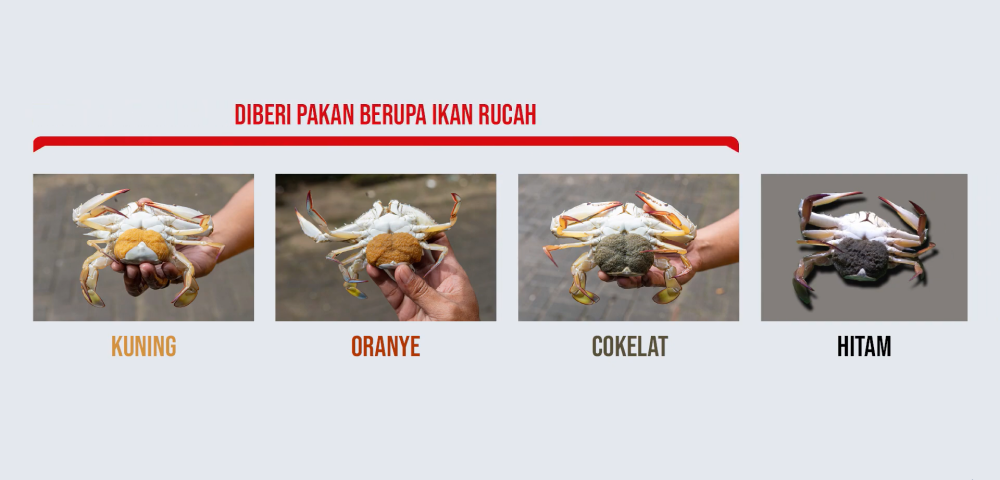 DIBERI PAKAN BERUPA IKAN RUCAH
KUNING
ORANYE
COKELAT
HITAM